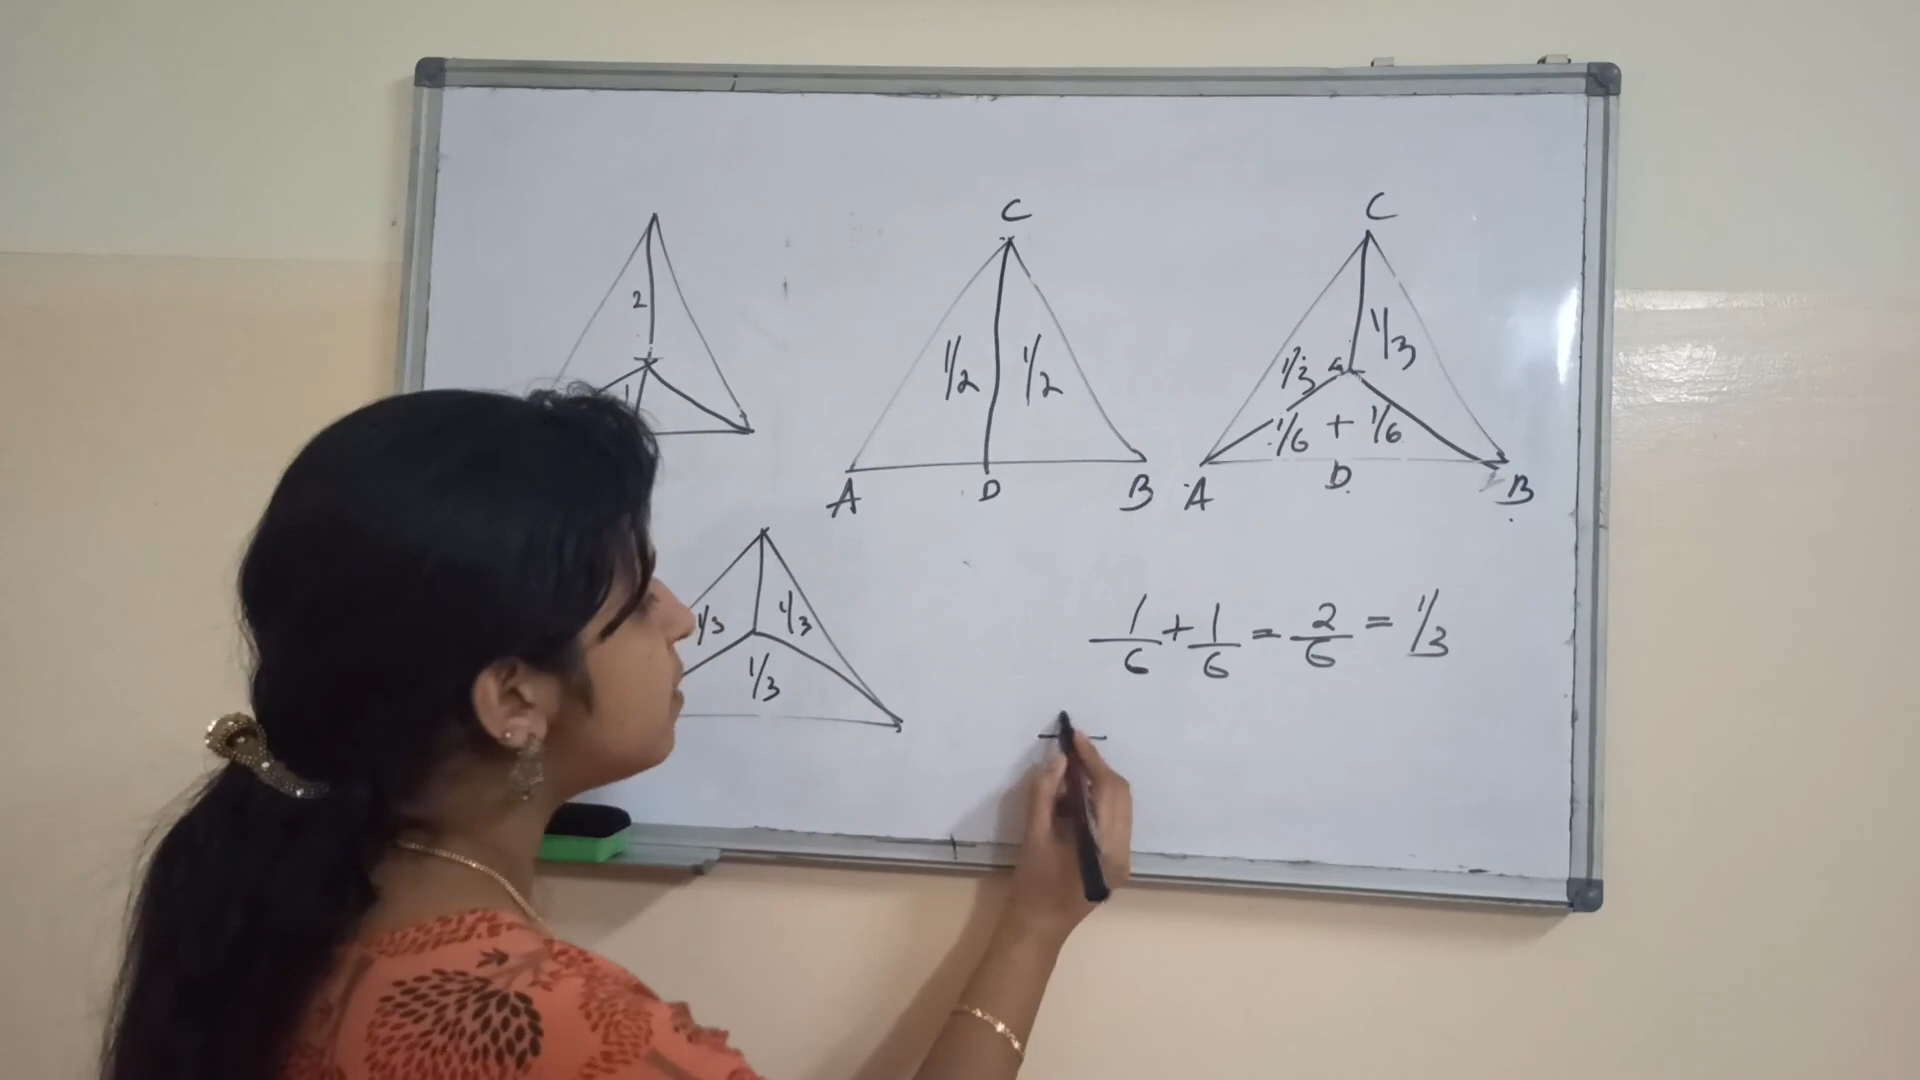 2
1
C
1/2 1/2
A D B
C
1/3 G 1/3
1/6 + 1/6
A D B
1/3 1/3
1/3
1/6 + 1/6 = 2/6 = 1/3